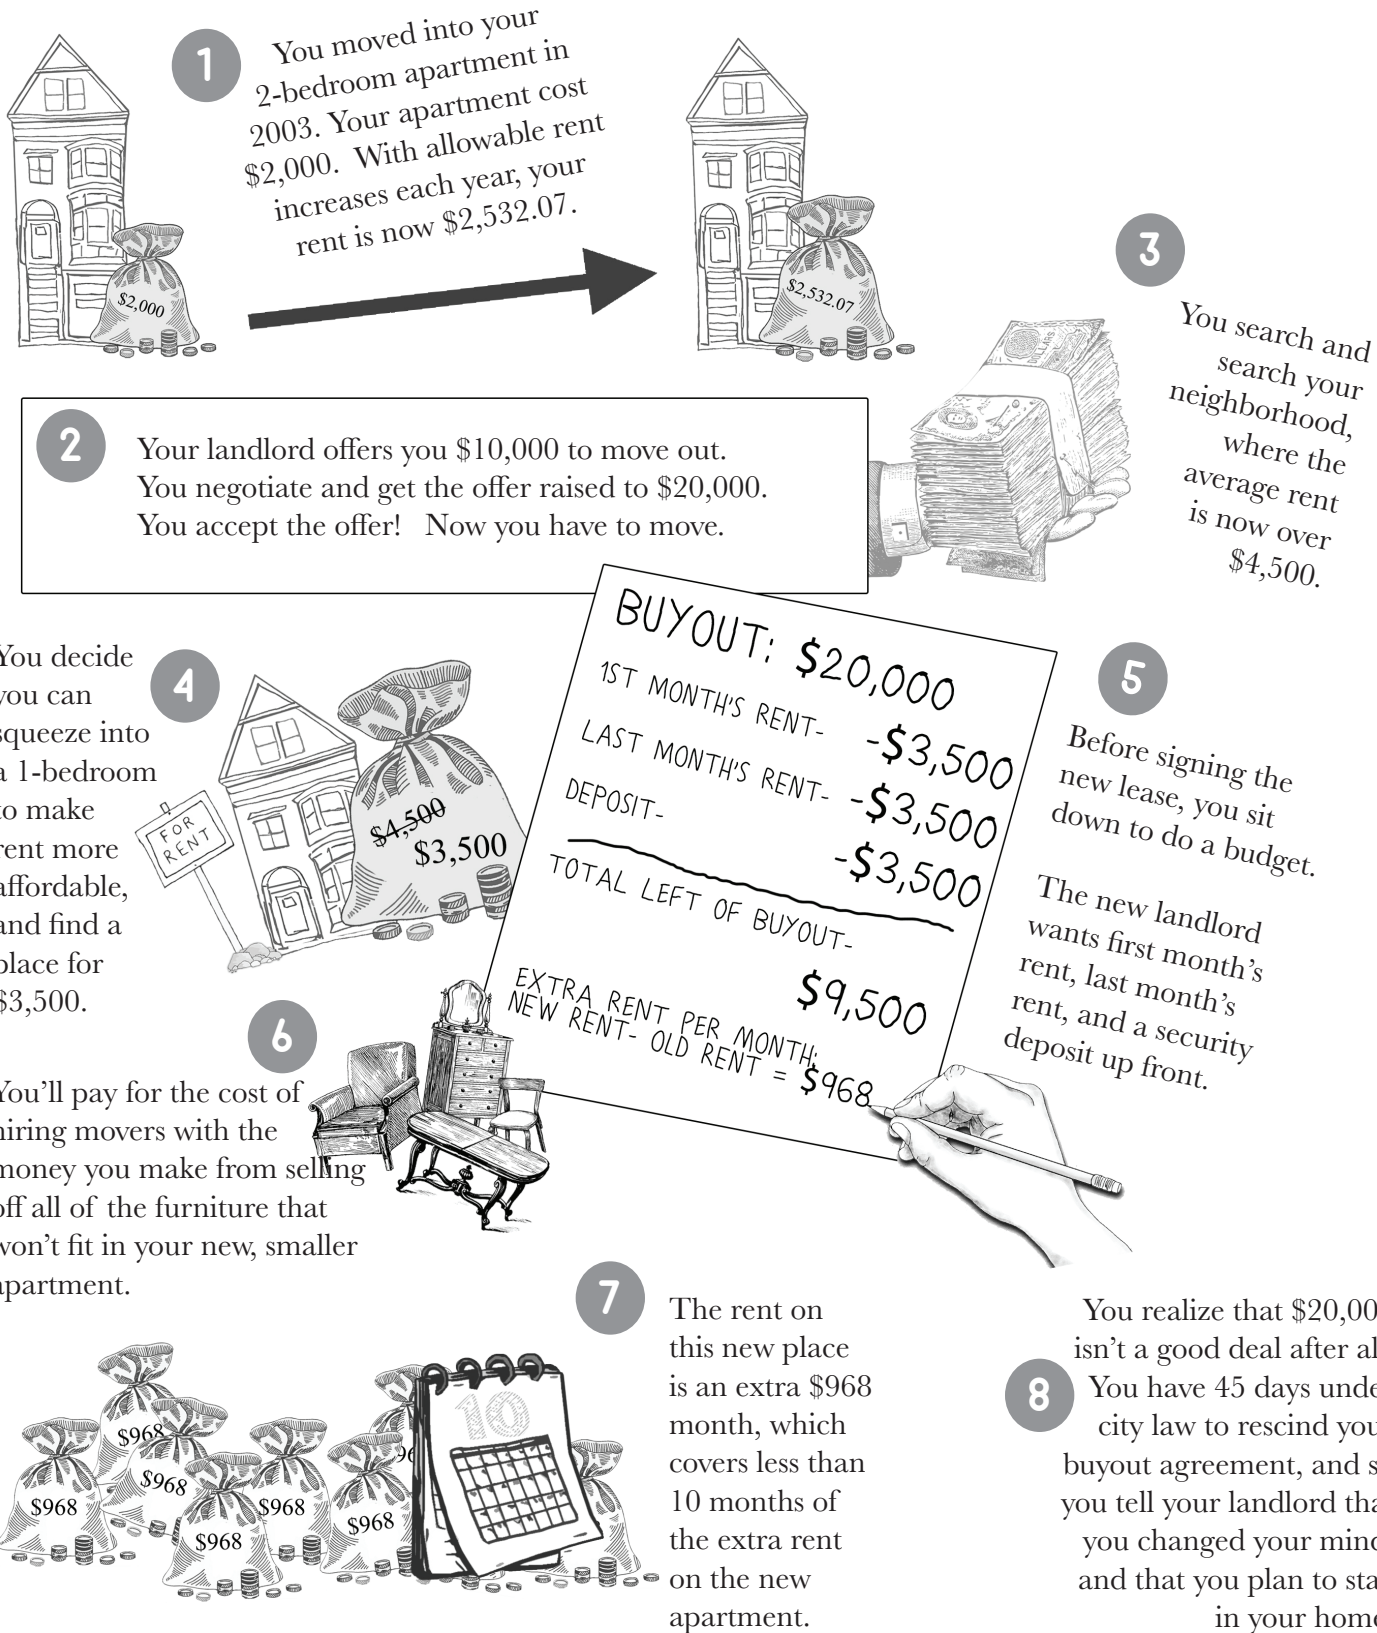 1
You moved into your
2-bedroom apartment in
2003. Your apartment cost
$2,000. With allowable rent
increases each year, your
rent is now $2,532.07.
$2,000
$2,532.07
2
Your landlord offers you $10,000 to move out.
You negotiate and get the offer raised to $20,000.
You accept the offer! Now you have to move.
3
You search and
search your
neighborhood,
where the
average rent
is now over
$4,500.
4
You decide
you can
squeeze into
a 1-bedroom
to make
rent more
affordable,
and find a
place for
$3,500.
FOR
RENT
$4,500
$3,500
BUYOUT: $20,000
1ST MONTH'S RENT- -$3,500
LAST MONTH'S RENT- -$3,500
DEPOSIT- -$3,500
TOTAL LEFT OF BUYOUT-
$9,500
EXTRA RENT PER MONTH:
NEW RENT- OLD RENT = $968
5
Before signing the
new lease, you sit
down to do a budget.
The new landlord
wants first month's
rent, last month's
rent, and a security
deposit up front.
6
You'll pay for the cost of
hiring movers with the
money you make from selling
off all of the furniture that
won't fit in your new, smaller
apartment.
$968
$968
$968
$968
$968
$968
96
10
7
The rent on
this new place
is an extra $968
month, which
covers less than
10 months of
the extra rent
on the new
apartment.
8
You realize that $20,00
isn't a good deal after al
You have 45 days unde
city law to rescind you
buyout agreement, and s
you tell your landlord tha
you changed your mind
and that you plan to sta
in your home